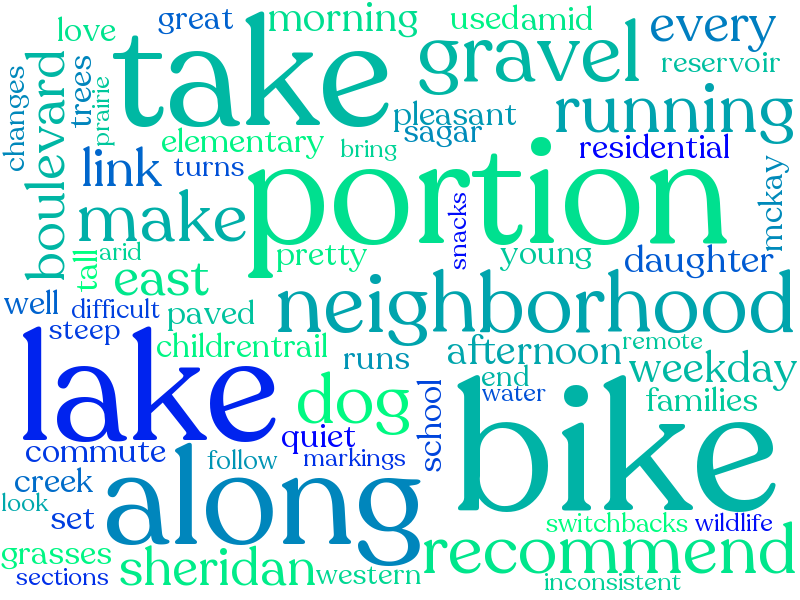 great
morning
usedamid
every
love
take
gravel
reservoir
changes
boulevard
trees
prairie
pleasant
sagar
running
elementary
bring
residential
link
turns
portion
mckay
make
snacks
young
tall
arid
east
pretty
daughter
well
difficult
paved
neighborhood
steep
childrentrail
runs
afternoon
remote
weekday
lake
dog
end
water
families
quiet
school
bike
commute
follow
markings
creek
along
look
set
switchbacks
wildlife
grasses
sheridan
western
recommend
sections
inconsistent